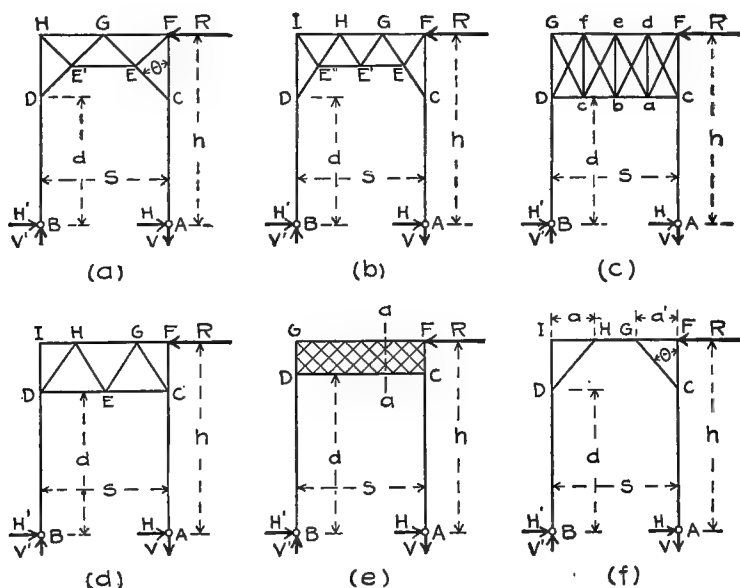 H G F R
E' E θ
D C
d h
S
H' B H A
V' V
(a)
I H G F R
E" E' E
D C
d h
S
H' B H A
V' V
(b)
G f e d F R
D c b a C
d h
S
H' B H A
V' V
(c)
I H G F R
D E C
d h
S
H' B H A
V' V
(d)
a
G F R
D C
a
d h
S
H' B H A
V' V
(e)
a a'
I H G F R
θ
D C
d h
S
H' B H A
V' V
(f)